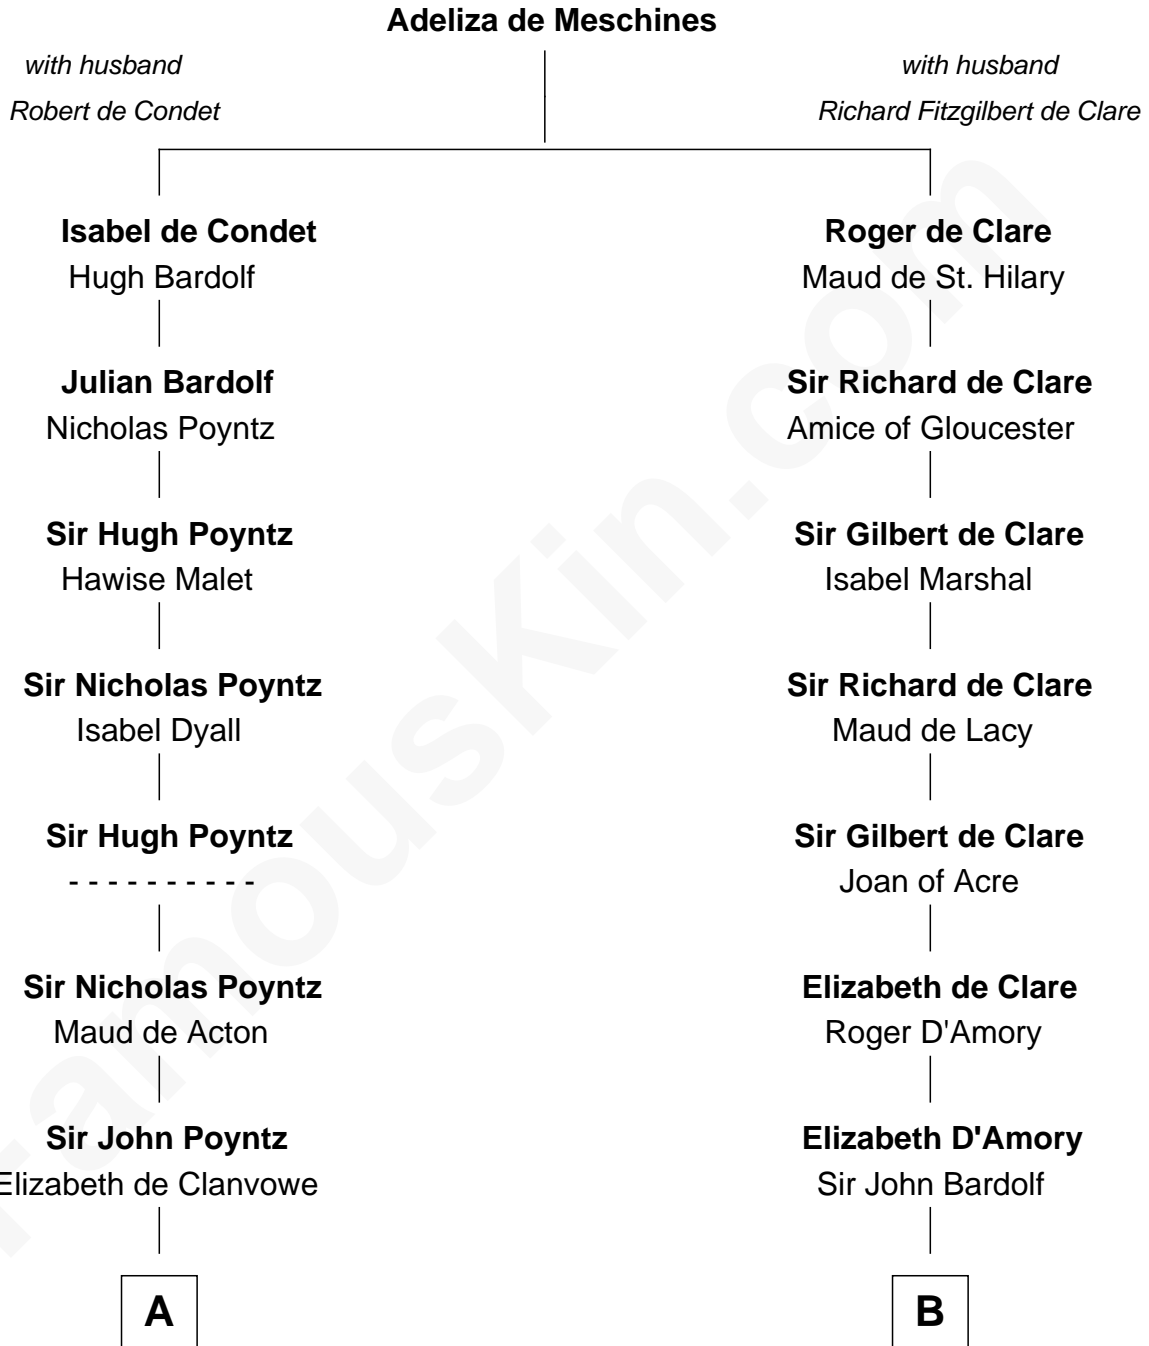 Adeliza de Meschines
with husband
Robert de Condet
with husband
Richard Fitzgilbert de Clare
Isabel de Condet
Hugh Bardolf
Roger de Clare
Maud de St. Hilary
Julian Bardolf
Nicholas Poyntz
Sir Richard de Clare
Amice of Gloucester
Sir Hugh Poyntz
Hawise Malet
Sir Gilbert de Clare
Isabel Marshal
Sir Nicholas Poyntz
Isabel Dyall
Sir Richard de Clare
Maud de Lacy
Sir Hugh Poyntz
- - - - - - - - - -
Sir Gilbert de Clare
Joan of Acre
Sir Nicholas Poyntz
Maud de Acton
Elizabeth de Clare
Roger D'Amory
Sir John Poyntz
Elizabeth de Clanvowe
Elizabeth D'Amory
Sir John Bardolf
A
B
FamousKin.com